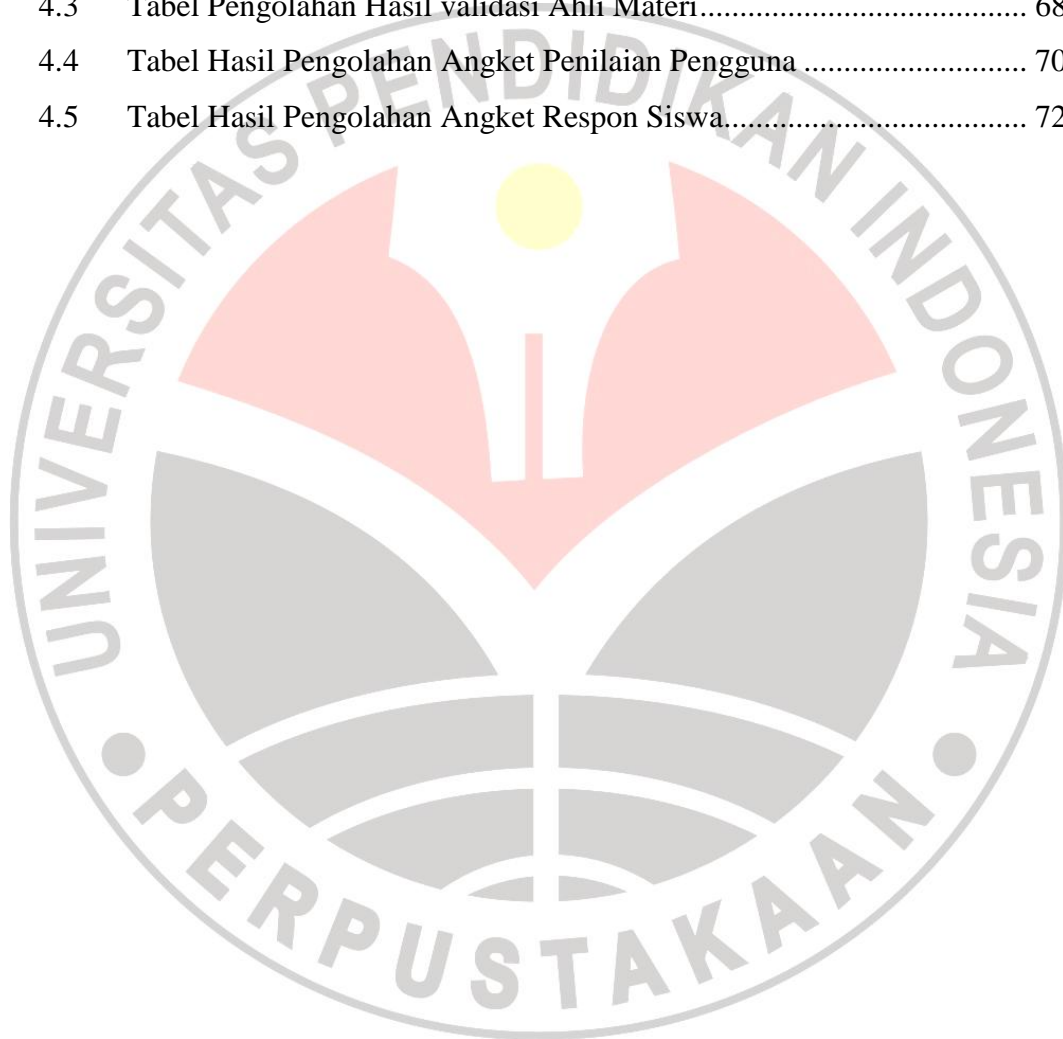 4.3 Tabel Pengolahan Hasil validasi Ahli Materi......................................... 68
4.4 Tabel Hasil Pengolahan Angket Penilaian Pengguna ............................ 70
4.5 Tabel Hasil Pengolahan Angket Respon Siswa...................................... 72
UNIVERSITAS PENDIDIKAN INDONESIA
PERPUSTAKAAN